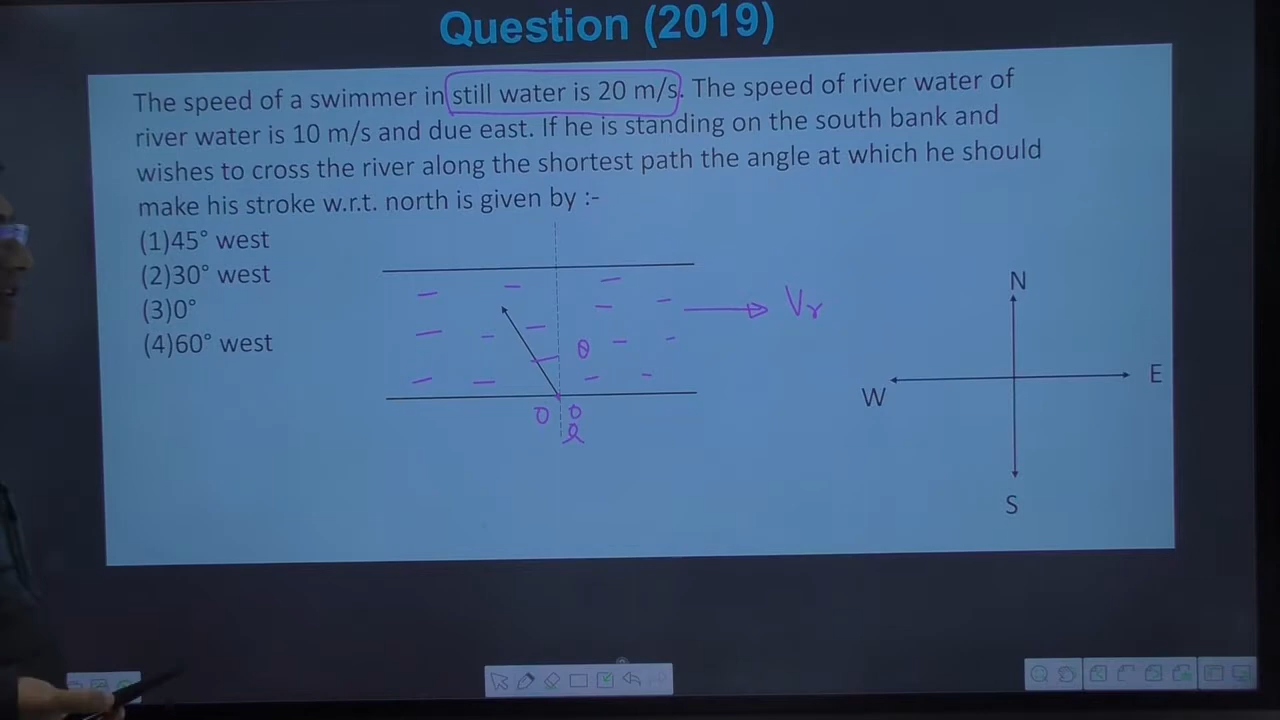 Question (2019)
The speed of a swimmer in still water is 20 m/s. The speed of river water of
river water is 10 m/s and due east. If he is standing on the south bank and
wishes to cross the river along the shortest path the angle at which he should
make his stroke w.r.t. north is given by :-
(1)45° west
(2)30° west
(3)0°
(4)60° west
Vr
θ
N
W
E
S